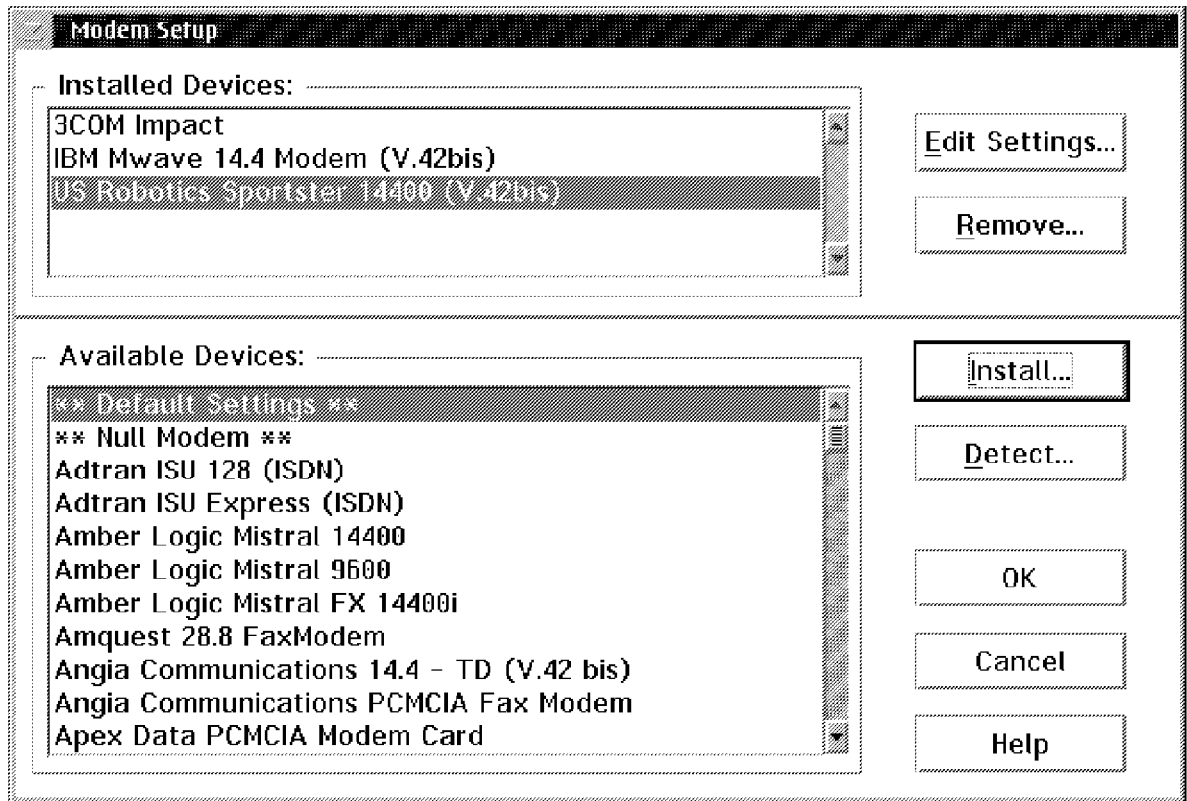 Modem Setup
Installed Devices:
3COM Impact
IBM Mwave 14.4 Modem (V.42bis)
US Robotics Sportster 14400 (V.42bis)
Edit Settings...
Remove...
Available Devices:
** Default Settings **
** Null Modem **
Adtran ISU 128 (ISDN)
Adtran ISU Express (ISDN)
Amber Logic Mistral 14400
Amber Logic Mistral 9600
Amber Logic Mistral FX 14400i
Amquest 28.8 FaxModem
Angia Communications 14.4 - TD (V.42 bis)
Angia Communications PCMCIA Fax Modem
Apex Data PCMCIA Modem Card
Install...
Detect...
OK
Cancel
Help